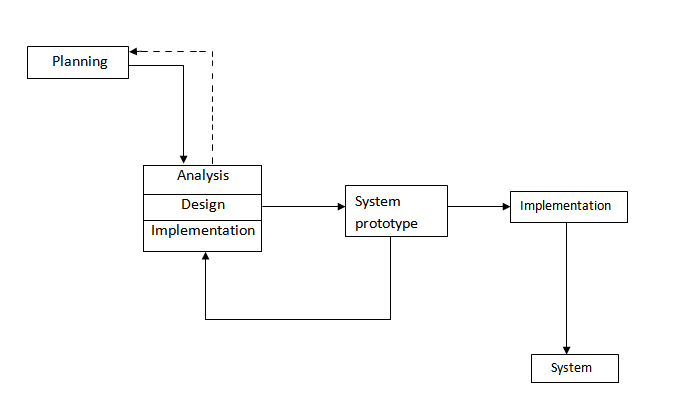 Planning
Analysis
Design
Implementation
System
prototype
Implementation
System